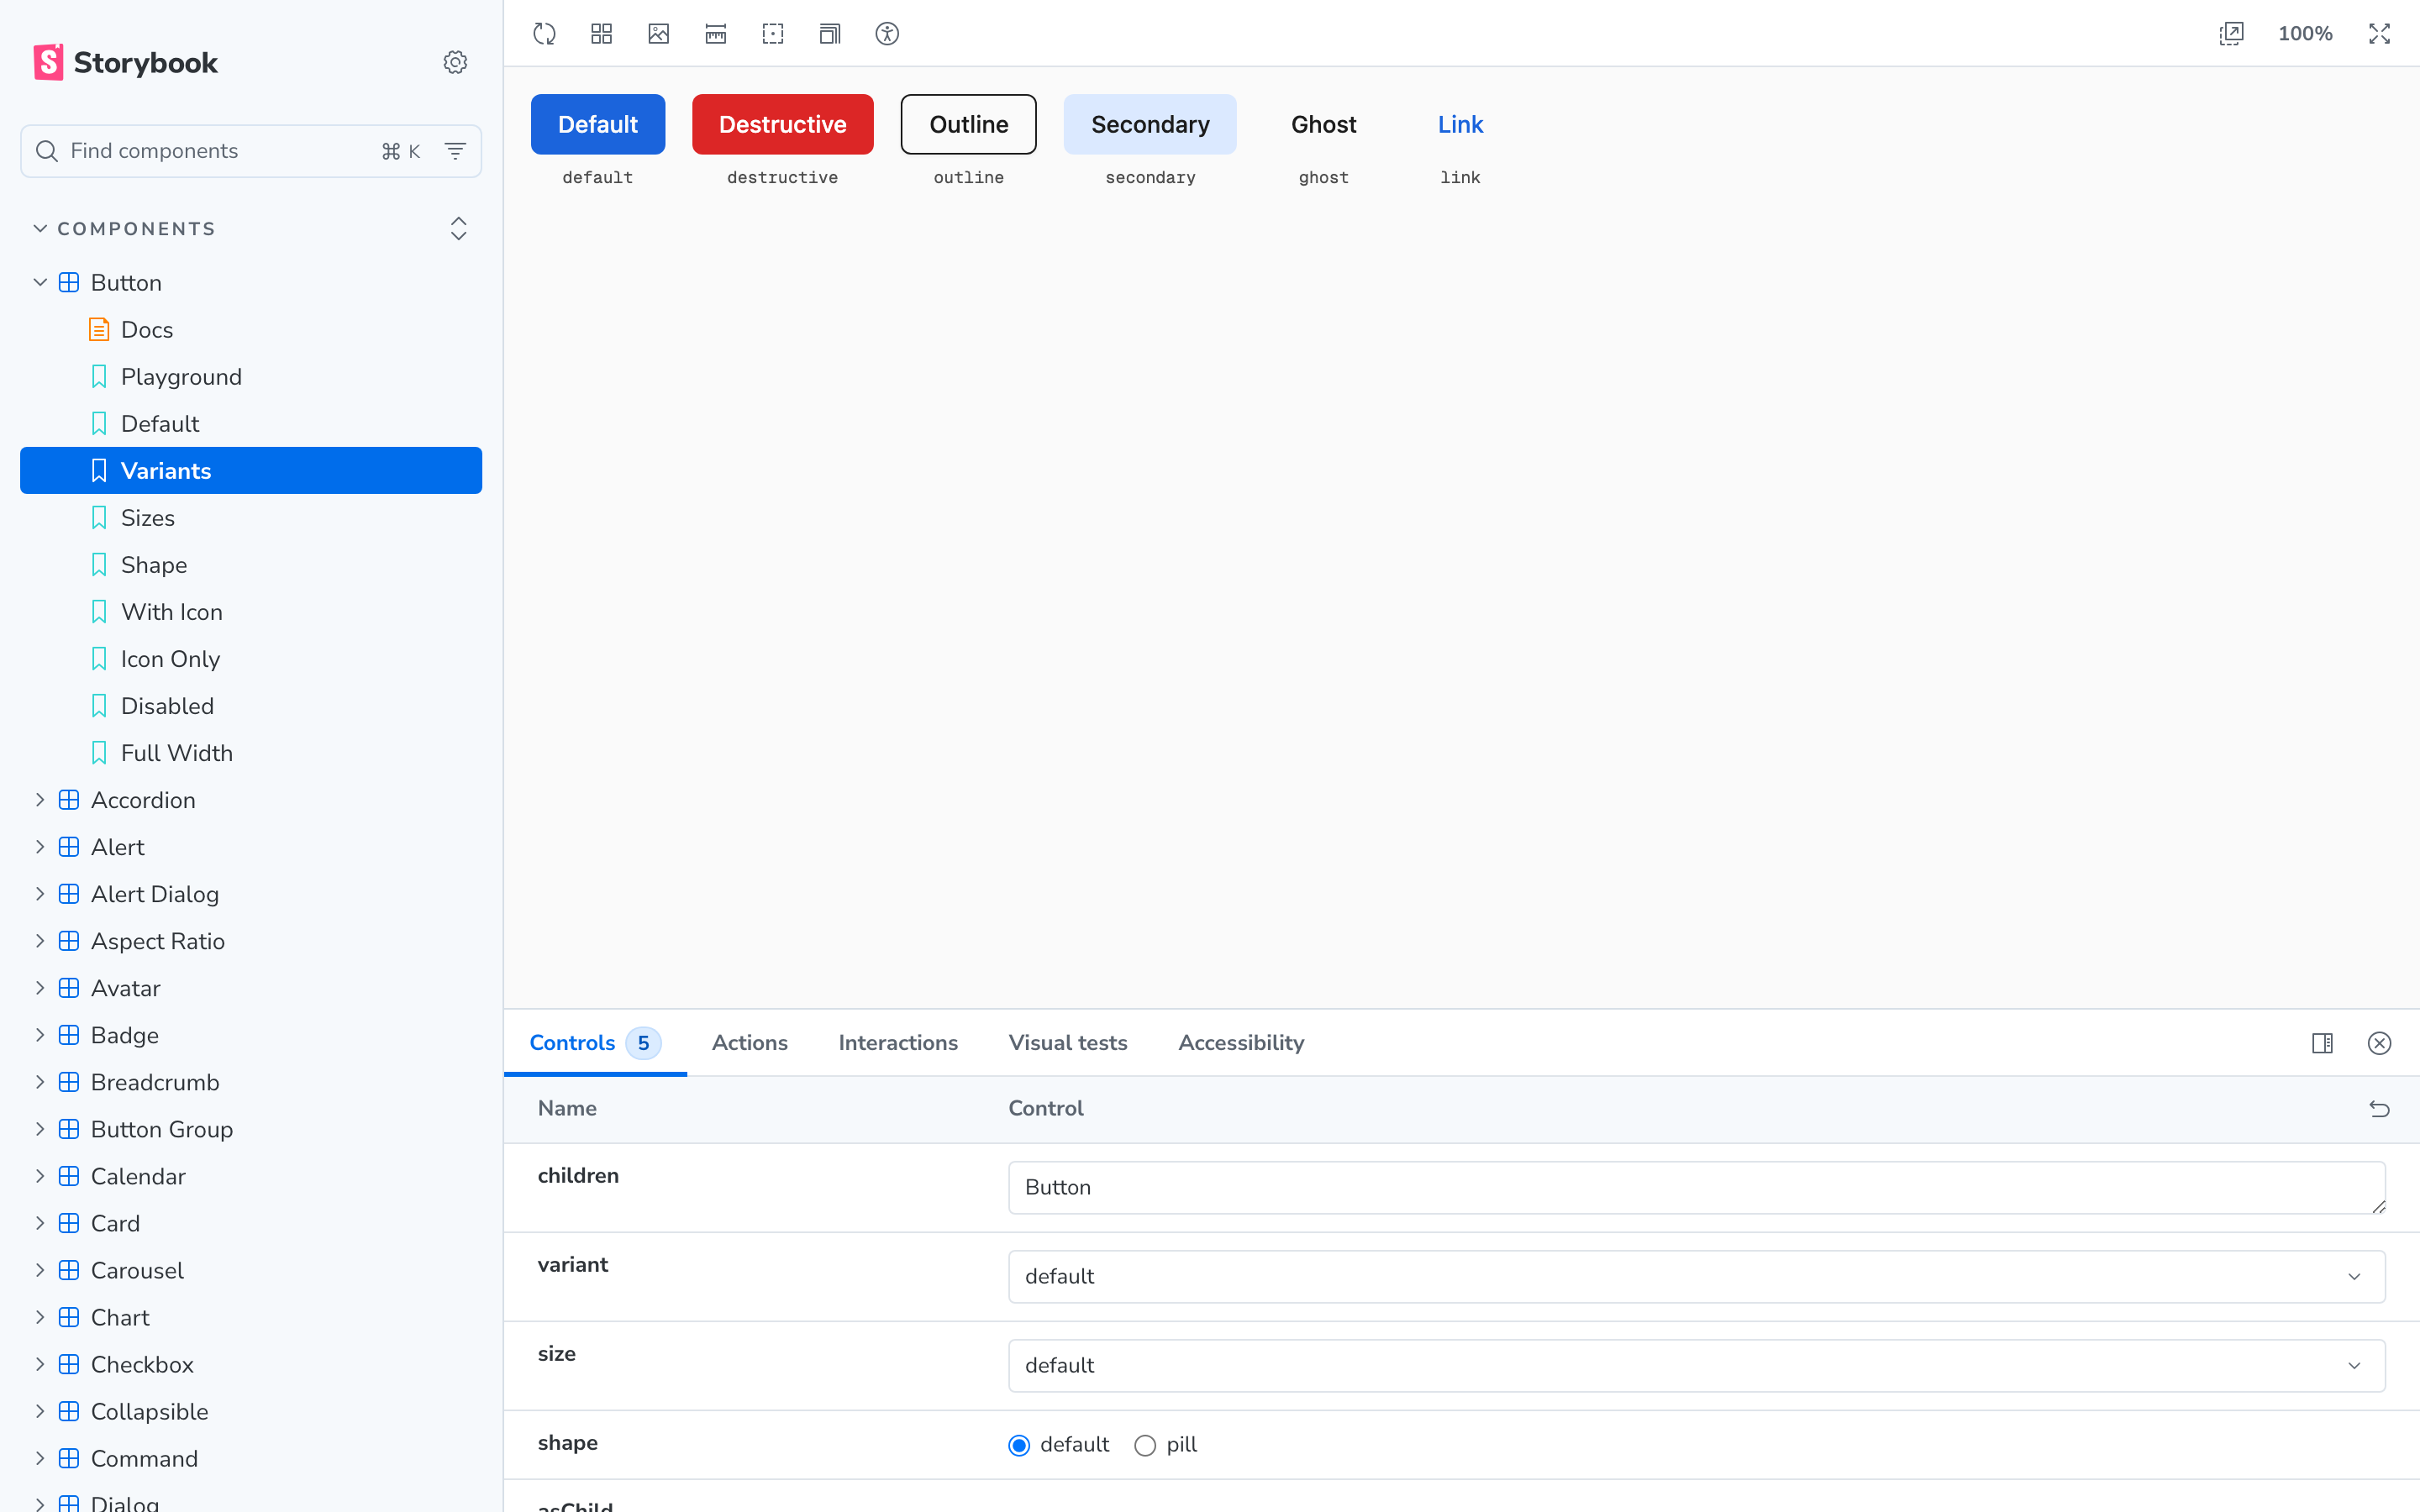 Storybook
Find components
⌘ K
COMPONENTS
Button
Docs
Playground
Default
Variants
Sizes
Shape
With Icon
Icon Only
Disabled
Full Width
Accordion
Alert
Alert Dialog
Aspect Ratio
Avatar
Badge
Breadcrumb
Button Group
Calendar
Card
Carousel
Chart
Checkbox
Collapsible
Command
Dialog
100%
Default Destructive Outline Secondary Ghost Link
default destructive outline secondary ghost link
Controls 5 Actions Interactions Visual tests Accessibility
Name Control
children Button
variant default
size default
shape default pill
asChild